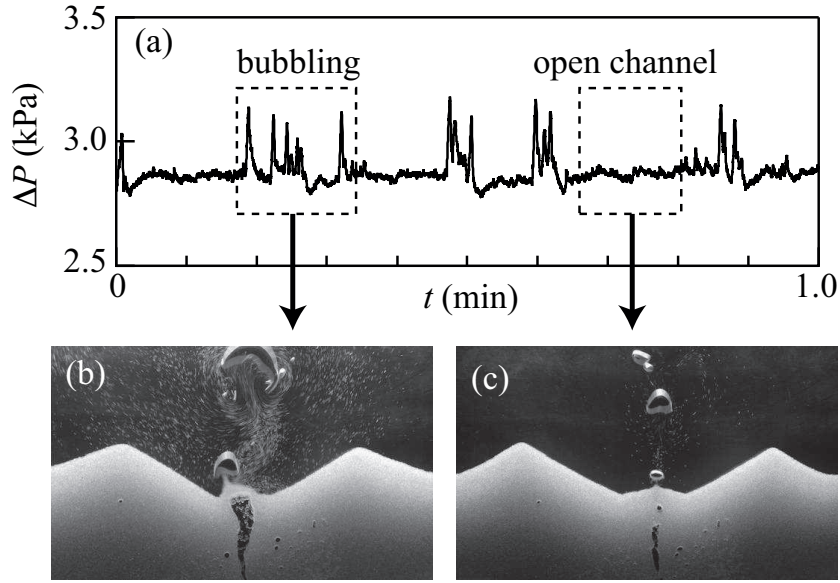 (a)
bubbling
open channel
3.5
3.0
2.5
ΔP (kPa)
0
t (min)
1.0
(b)
(c)